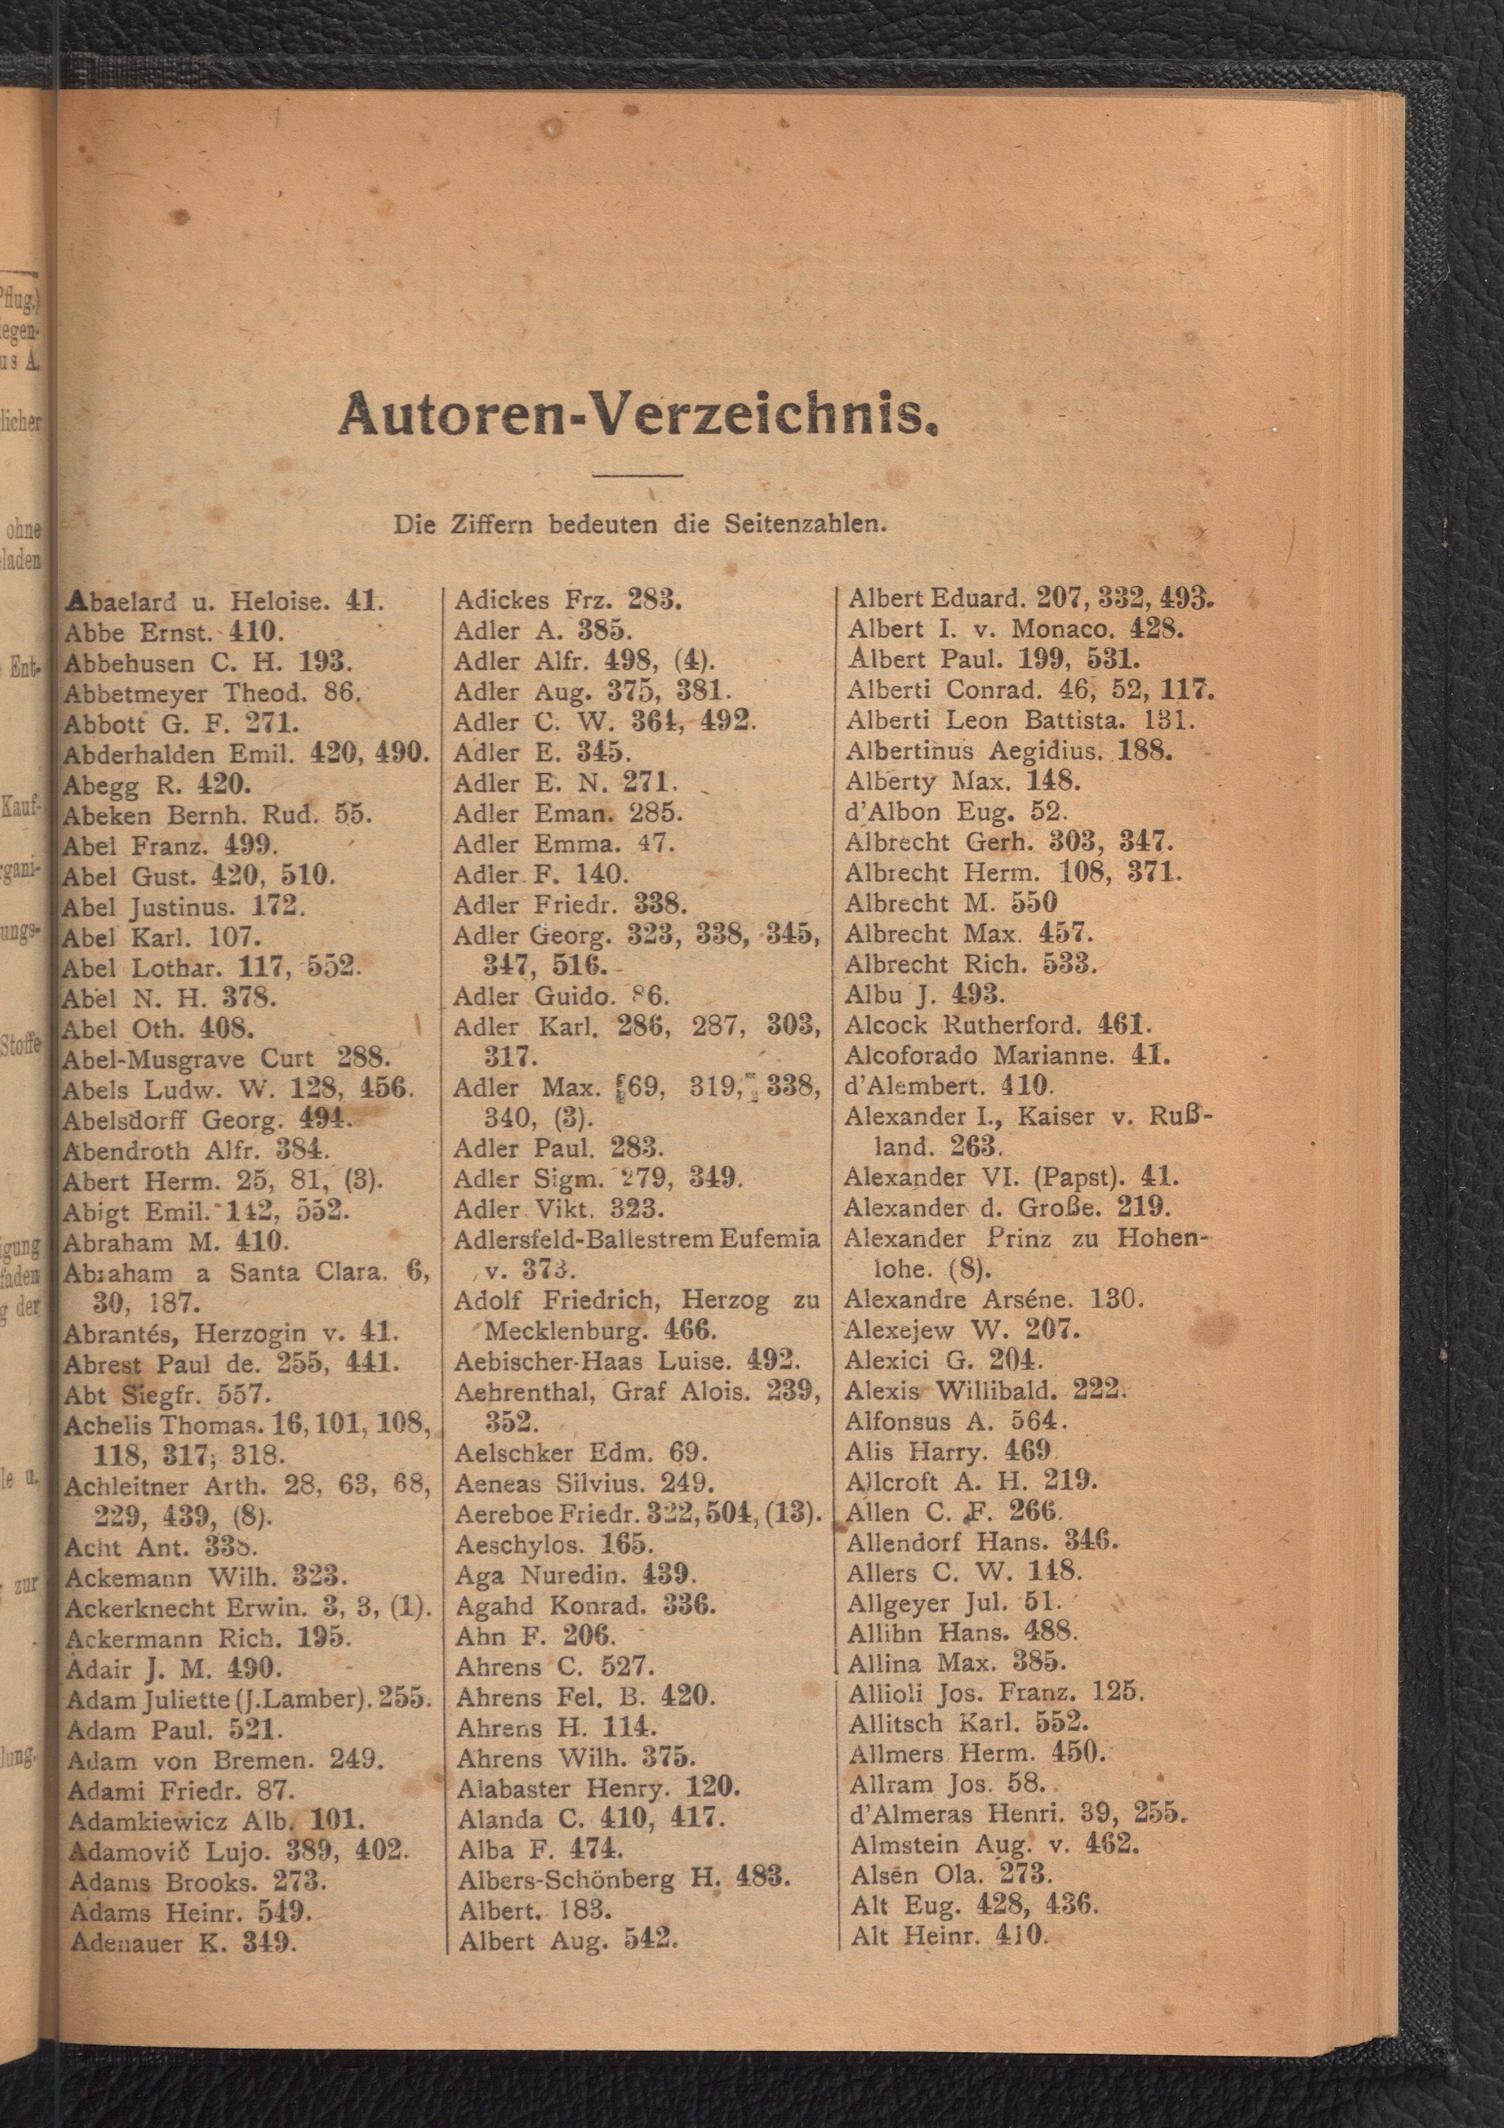 Pflug.)
egen-
us A.
licher
ohne
laden
Ent-
Kauf-
rgani-
ungs-
Stoffe
gung
faden
g der
le u.
zur
lung.
Autoren-Verzeichnis.
Die Ziffern bedeuten die Seitenzahlen.
Abaelard u. Heloise. 41.
Abbe Ernst. 410.
Abbehusen C. H. 193.
Abbetmeyer Theod. 86.
Abbott G. F. 271.
Abderhalden Emil. 420, 490.
Abegg R. 420.
Abeken Bernh. Rud. 55.
Abel Franz. 499.
Abel Gust. 420, 510.
Abel Justinus. 172.
Abel Karl. 107.
Abel Lothar. 117, 552.
Abel N. H. 378.
Abel Oth. 408.
Abel-Musgrave Curt 288.
Abels Ludw. W. 128, 456.
Abelsdorff Georg. 494.
Abendroth Alfr. 384.
Abert Herm. 25, 81, (3).
Abigt Emil. 142, 552.
Abraham M. 410.
Abraham a Santa Clara. 6,
30, 187.
Abrantés, Herzogin v. 41.
Abrest Paul de. 255, 441.
Abt Siegfr. 557.
Achelis Thomas. 16, 101, 108,
118, 317, 318.
Achleitner Arth. 28, 63, 68,
229, 439, (8).
Acht Ant. 338.
Ackemann Wilh. 323.
Ackerknecht Erwin. 3, 3, (1).
Ackermann Rich. 195.
Adair J. M. 490.
Adam Juliette (J.Lamber). 255.
Adam Paul. 521.
Adam von Bremen. 249.
Adami Friedr. 87.
Adamkiewicz Alb. 101.
Adamovič Lujo. 389, 402.
Adams Brooks. 273.
Adams Heinr. 549.
Adenauer K. 349.
Adickes Frz. 283.
Adler A. 385.
Adler Alfr. 498, (4).
Adler Aug. 375, 381.
Adler C. W. 364, 492.
Adler E. 345.
Adler E. N. 271.
Adler Eman. 285.
Adler Emma. 47.
Adler F. 140.
Adler Friedr. 338.
Adler Georg. 323, 338, 345,
347, 516.
Adler Guido. 86.
Adler Karl. 286, 287, 303,
317.
Adler Max. 69, 319, 338,
340, (3).
Adler Paul. 283.
Adler Sigm. 279, 349.
Adler Vikt. 323.
Adlersfeld-Ballestrem Eufemia
v. 373.
Adolf Friedrich, Herzog zu
Mecklenburg. 466.
Aebischer-Haas Luise. 492.
Aehrenthal, Graf Alois. 239,
352.
Aelschker Edm. 69.
Aeneas Silvius. 249.
Aereboe Friedr. 322, 504, (13).
Aeschylos. 165.
Aga Nuredin. 439.
Agahd Konrad. 336.
Ahn F. 206.
Ahrens C. 527.
Ahrens Fel. B. 420.
Ahrens H. 114.
Ahrens Wilh. 375.
Alabaster Henry. 120.
Alanda C. 410, 417.
Alba F. 474.
Albers-Schönberg H. 483.
Albert. 183.
Albert Aug. 542.
Albert Eduard. 207, 332, 493.
Albert I. v. Monaco. 428.
Albert Paul. 199, 531.
Alberti Conrad. 46, 52, 117.
Alberti Leon Battista. 131.
Albertinus Aegidius. 188.
Alberty Max. 148.
d'Albon Eug. 52.
Albrecht Gerh. 303, 347.
Albrecht Herm. 108, 371.
Albrecht M. 550
Albrecht Max. 457.
Albrecht Rich. 533.
Albu J. 493.
Alcock Rutherford. 461.
Alcoforado Marianne. 41.
d'Alembert. 410.
Alexander I., Kaiser v. Ruß-
land. 263.
Alexander VI. (Papst). 41.
Alexander d. Große. 219.
Alexander Prinz zu Hohen-
lohe. (8).
Alexandre Arséne. 130.
Alexejew W. 207.
Alexici G. 204.
Alexis Willibald. 222.
Alfonsus A. 564.
Alis Harry. 469
Allcroft A. H. 219.
Allen C. F. 266.
Allendorf Hans. 346.
Allers C. W. 148.
Allgeyer Jul. 51.
Allihn Hans. 488.
Allina Max. 385.
Allioli Jos. Franz. 125.
Allitsch Karl. 552.
Allmers Herm. 450.
Allram Jos. 58.
d'Almeras Henri. 39, 255.
Almstein Aug. v. 462.
Alsén Ola. 273.
Alt Eug. 428, 436.
Alt Heinr. 410.